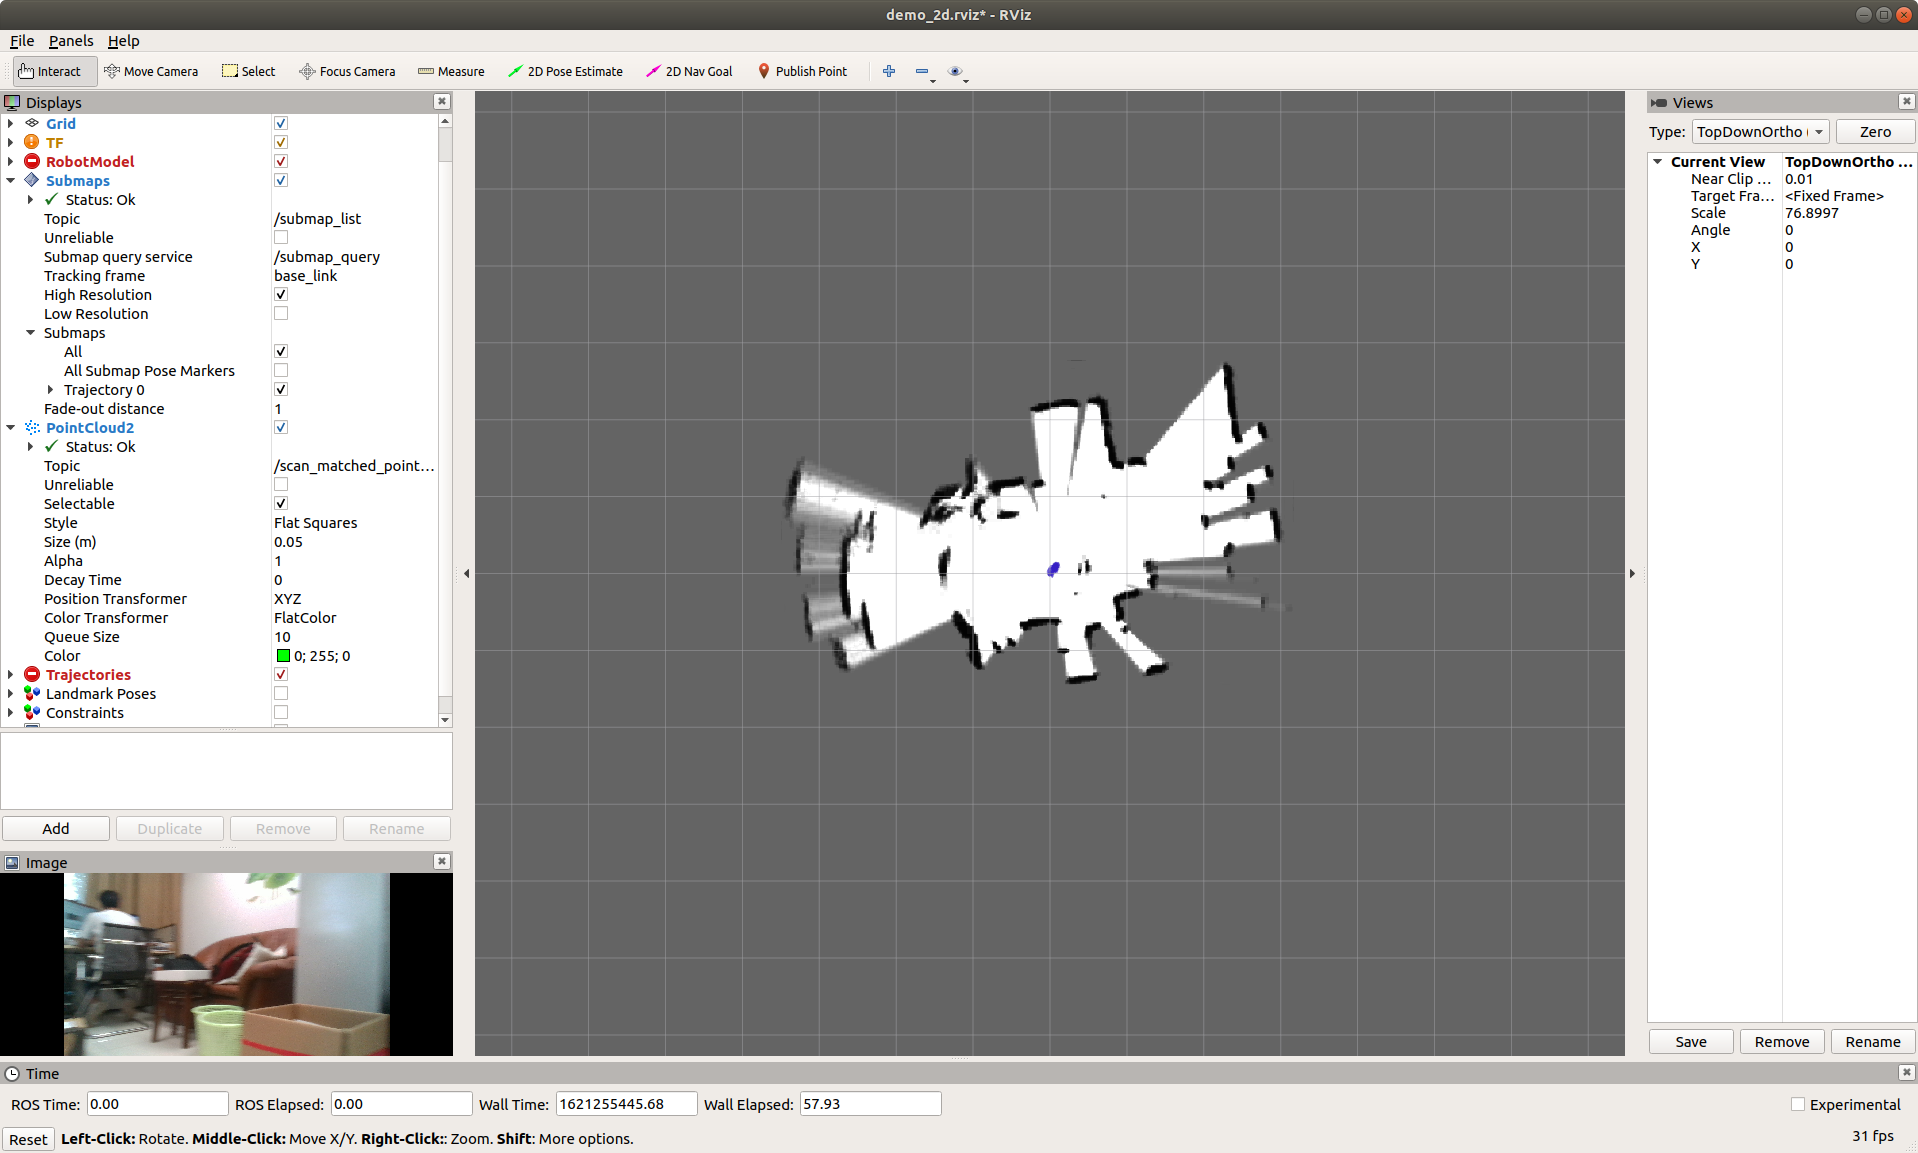 demo_2d.rviz* - RViz
File Panels Help
Interact Move Camera Select Focus Camera Measure 2D Pose Estimate 2D Nav Goal Publish Point
Displays
Grid
TF
RobotModel
Submaps
Status: Ok
Topic /submap_list
Unreliable
Submap query service /submap_query
Tracking frame base_link
High Resolution
Low Resolution
Submaps
All
All Submap Pose Markers
Trajectory 0
Fade-out distance 1
PointCloud2
Status: Ok
Topic /scan_matched_point...
Unreliable
Selectable
Style Flat Squares
Size (m) 0.05
Alpha 1
Decay Time 0
Position Transformer XYZ
Color Transformer FlatColor
Queue Size 10
Color 0; 255; 0
Trajectories
Landmark Poses
Constraints
Add Duplicate Remove Rename
Image
Views
Type: TopDownOrtho ( Zero
Current View TopDownOrtho ...
Near Clip ... 0.01
Target Fra... <Fixed Frame>
Scale 76.8997
Angle 0
X 0
Y 0
Save Remove Rename
Time
ROS Time: 0.00 ROS Elapsed: 0.00 Wall Time: 1621255445.68 Wall Elapsed: 57.93 Experimental
Reset Left-Click: Rotate. Middle-Click: Move X/Y. Right-Click:: Zoom. Shift: More options. 31 fps